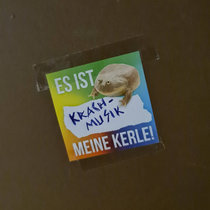 ES IST
KRACH-
MUSIK
MEINE KERLE!